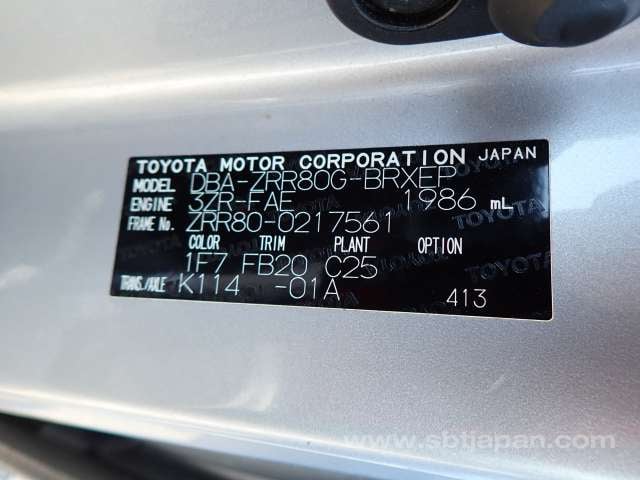 TOYOTA MOTOR CORPORATION JAPAN
MODEL DBA-ZRR80G-BRXEP
ENGINE 3ZR-FAE 1986 mL
FRAME No. ZRR80-0217561
COLOR TRIM PLANT OPTION
1F7 FB20 C25
TRANS./AXLE K114 -01A 413
www.sbtjapan.com